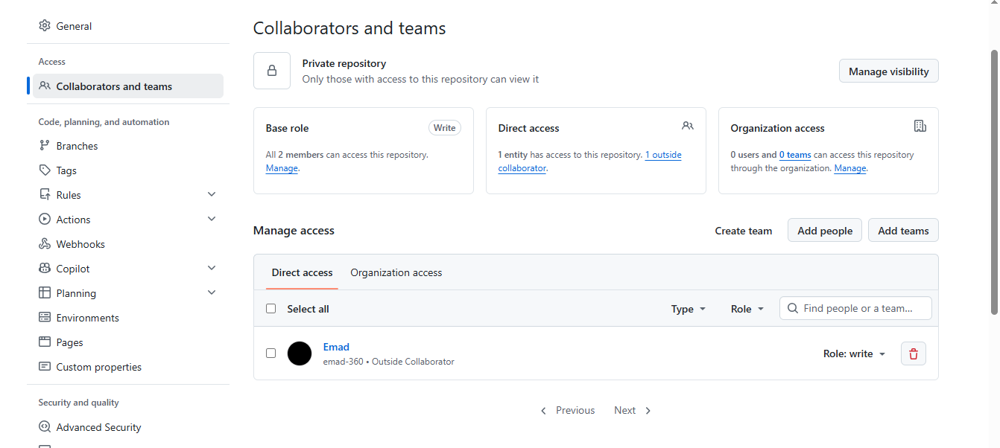 General
Access
Collaborators and teams
Code, planning, and automation
Branches
Tags
Rules
Actions
Webhooks
Copilot
Planning
Environments
Pages
Custom properties
Security and quality
Advanced Security
Collaborators and teams
Private repository
Only those with access to this repository can view it
Manage visibility
Base role
Write
All 2 members can access this repository.
Manage.
Direct access
1 entity has access to this repository. 1 outside
collaborator.
Organization access
0 users and 0 teams can access this repository
through the organization. Manage.
Manage access
Create team
Add people
Add teams
Direct access
Organization access
Select all
Type
Role
Find people or a team...
Emad
emad-360 • Outside Collaborator
Role: write
Previous
Next